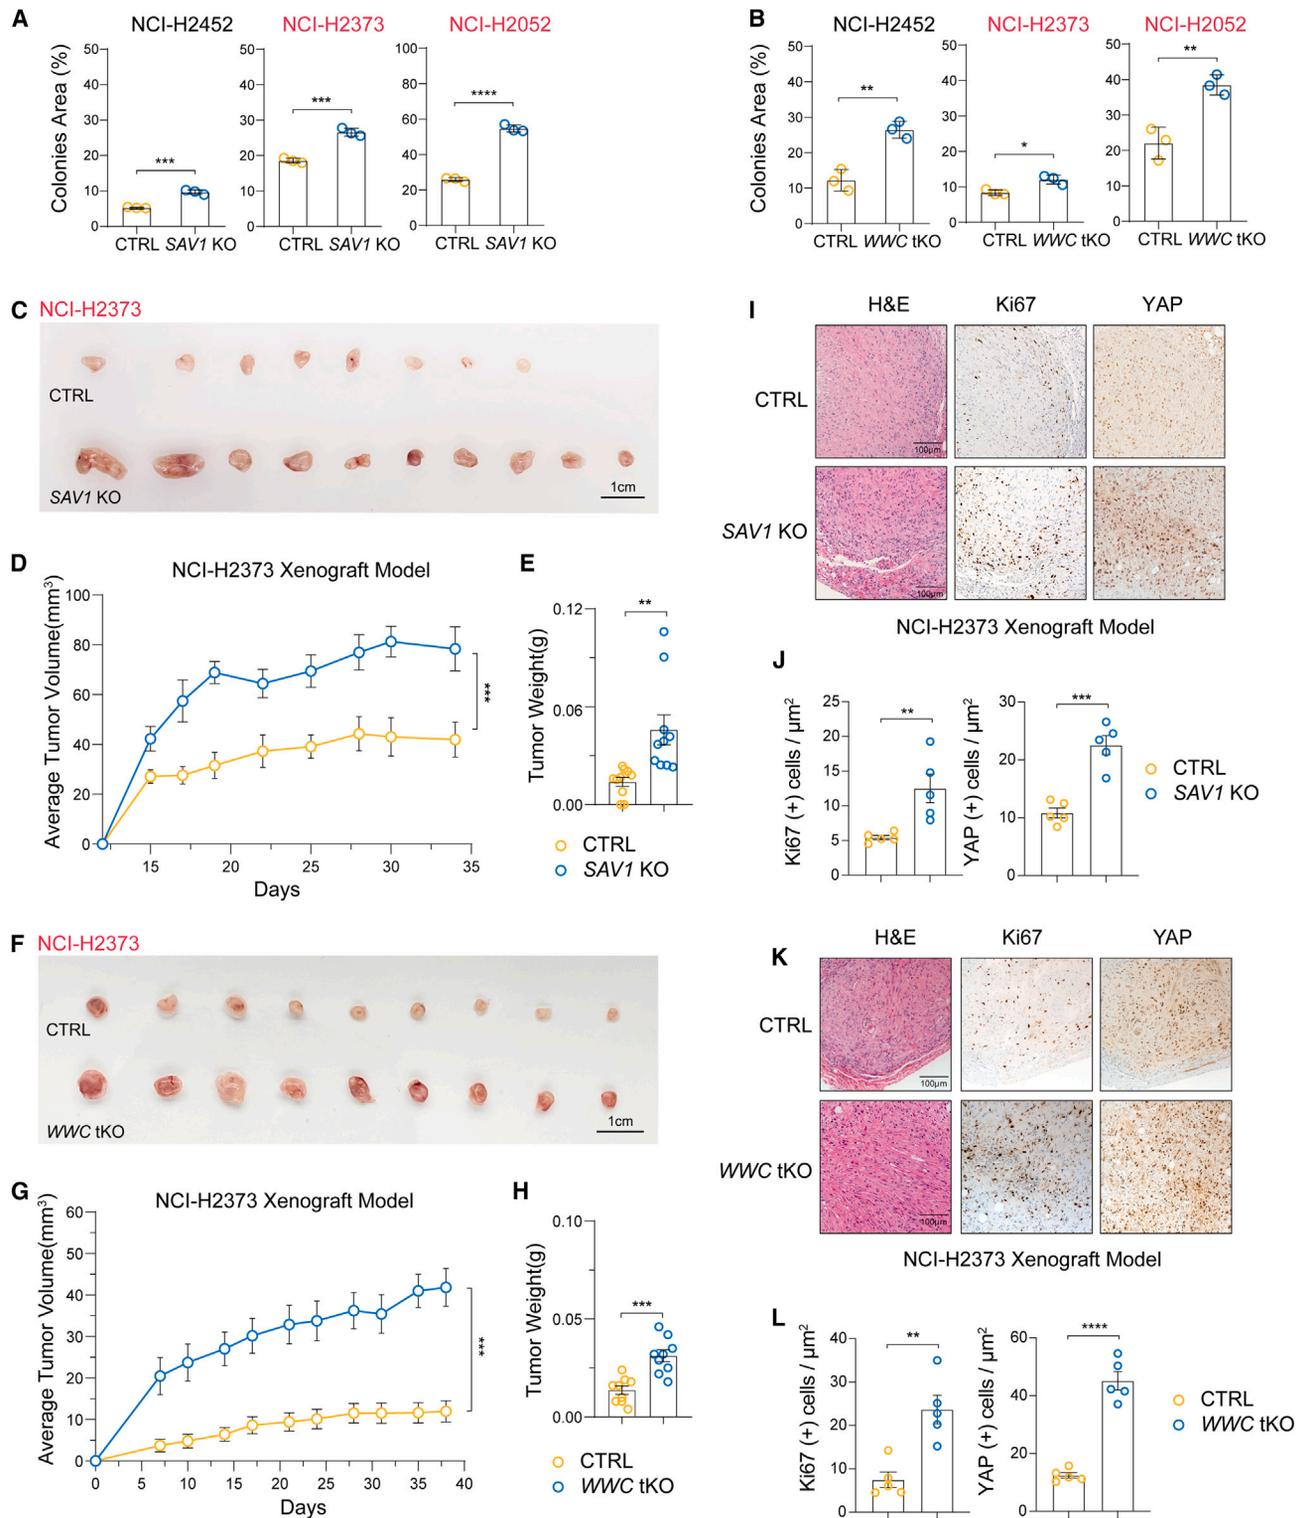 A
NCI-H2452
NCI-H2373
NCI-H2052
Colonies Area (%)
50
40
30
20
10
0
***
CTRL SAV1 KO
50
40
30
20
10
0
***
CTRL SAV1 KO
100
80
60
40
20
0
****
CTRL SAV1 KO
B
NCI-H2452
NCI-H2373
NCI-H2052
Colonies Area (%)
50
40
30
20
10
0
**
CTRL WWC tKO
50
40
30
20
10
0
*
CTRL WWC tKO
50
40
30
20
10
0
**
CTRL WWC tKO
C
NCI-H2373
CTRL
SAV1 KO
1cm
D
NCI-H2373 Xenograft Model
Average Tumor Volume(mm³)
100
80
60
40
20
0
15 20 25 30 35
Days
***
E
Tumor Weight(g)
0.12
0.06
0.00
**
CTRL
SAV1 KO
F
NCI-H2373
CTRL
WWC tKO
1cm
G
NCI-H2373 Xenograft Model
Average Tumor Volume(mm³)
60
50
40
30
20
10
0
0 5 10 15 20 25 30 35 40
Days
***
H
Tumor Weight(g)
0.10
0.05
0.00
***
CTRL
WWC tKO
I
H&E
Ki67
YAP
CTRL
100µm
SAV1 KO
100µm
NCI-H2373 Xenograft Model
J
Ki67 (+) cells / µm²
25
20
15
10
5
0
**
YAP (+) cells / µm²
30
20
10
0
***
CTRL
SAV1 KO
K
H&E
Ki67
YAP
CTRL
100µm
WWC tKO
100µm
NCI-H2373 Xenograft Model
L
Ki67 (+) cells / µm²
40
30
20
10
0
**
YAP (+) cells / µm²
60
40
20
0
****
CTRL
WWC tKO